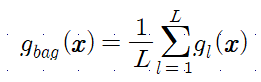 g_{bag}(x) = \frac{1}{L} \sum_{l=1}^{L} g_l(x)